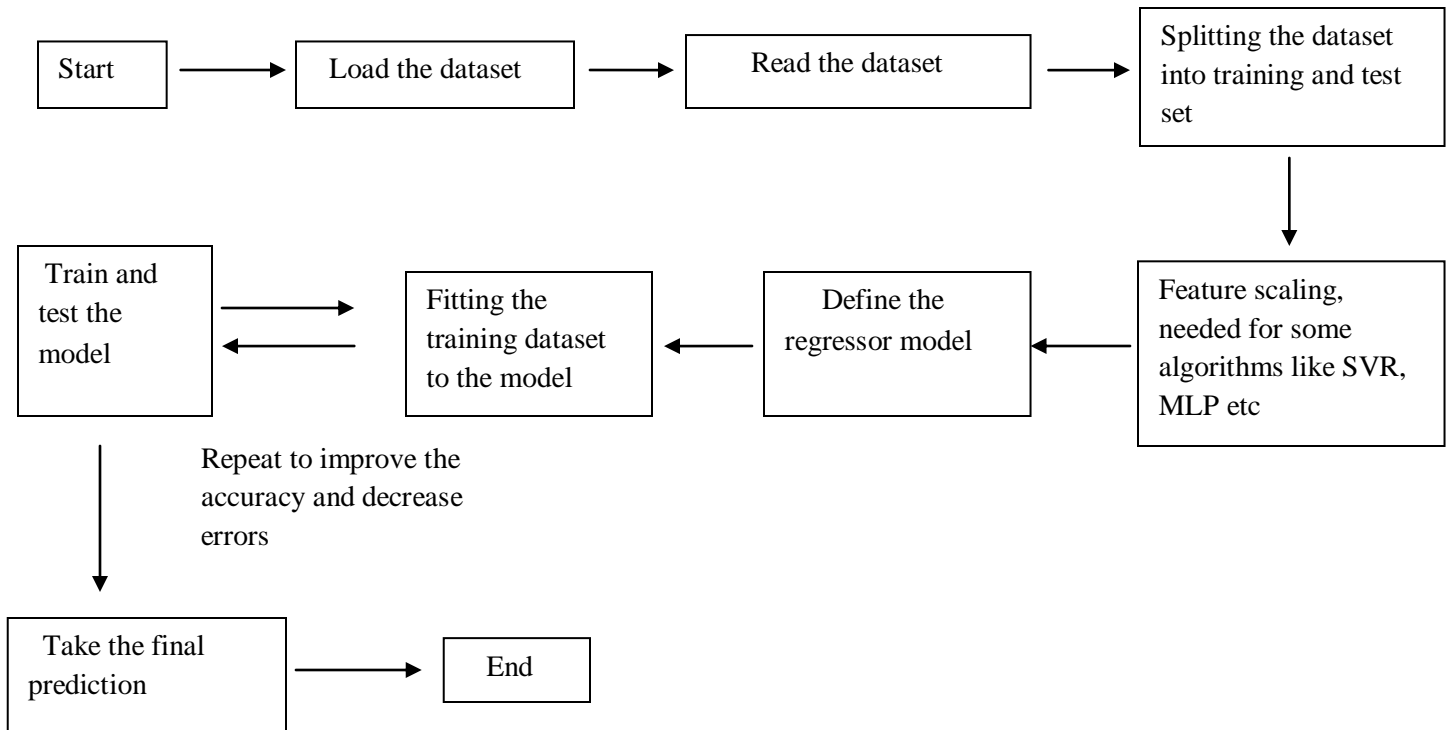 Start
Load the dataset
Read the dataset
Splitting the dataset
into training and test
set
Feature scaling,
needed for some
algorithms like SVR,
MLP etc
Define the
regressor model
Fitting the
training dataset
to the model
Train and
test the
model
Repeat to improve the
accuracy and decrease
errors
Take the final
prediction
End